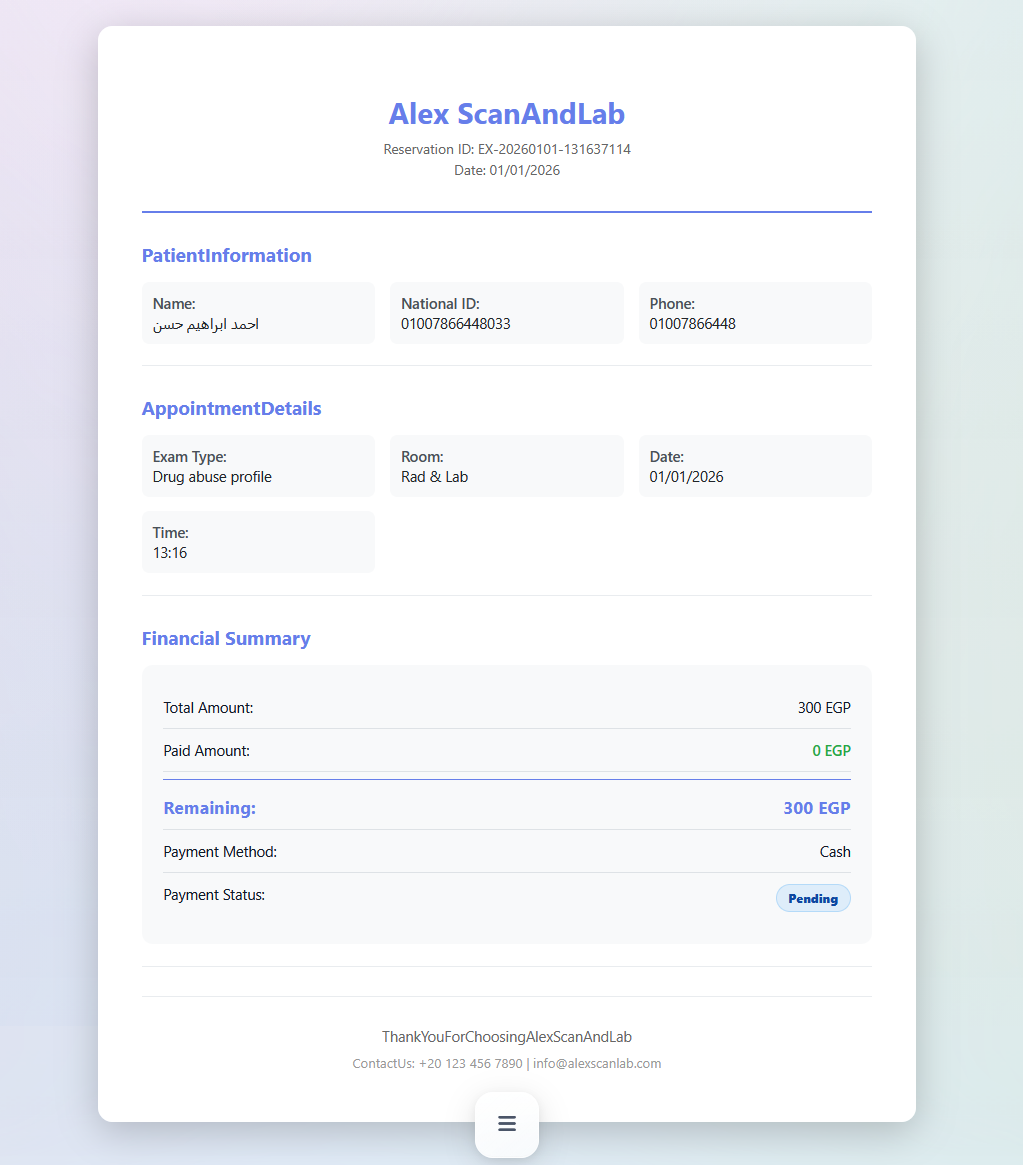 Alex ScanAndLab
Reservation ID: EX-20260101-131637114
Date: 01/01/2026
PatientInformation
Name:
احمد ابراهيم حسن
National ID:
01007866448033
Phone:
01007866448
AppointmentDetails
Exam Type:
Drug abuse profile
Room:
Rad & Lab
Date:
01/01/2026
Time:
13:16
Financial Summary
Total Amount: 300 EGP
Paid Amount: 0 EGP
Remaining: 300 EGP
Payment Method: Cash
Payment Status: Pending
ThankYouForChoosingAlexScanAndLab
ContactUs: +20 123 456 7890 | info@alexscanlab.com